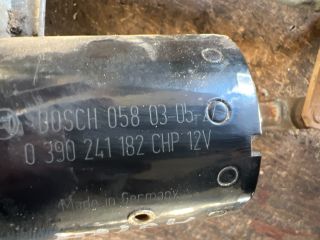 BOSCH 058 03-05-
0 390 241 182 CHP 12V
Made in Germany